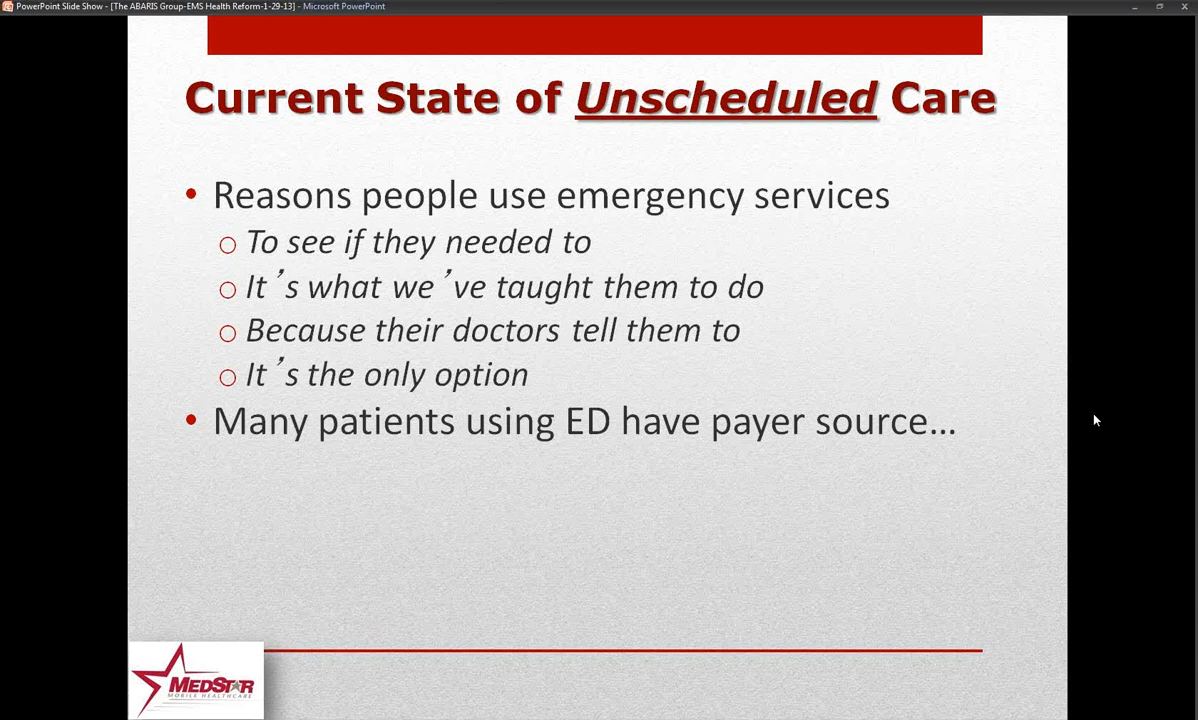 PowerPoint Slide Show - [The ABARIS Group-EMS Health Reform-1-29-13] - Microsoft PowerPoint
Current State of Unscheduled Care
• Reasons people use emergency services
o To see if they needed to
o It's what we've taught them to do
o Because their doctors tell them to
o It's the only option
• Many patients using ED have payer source…
MEDSTAR
MOBILE HEALTHCARE